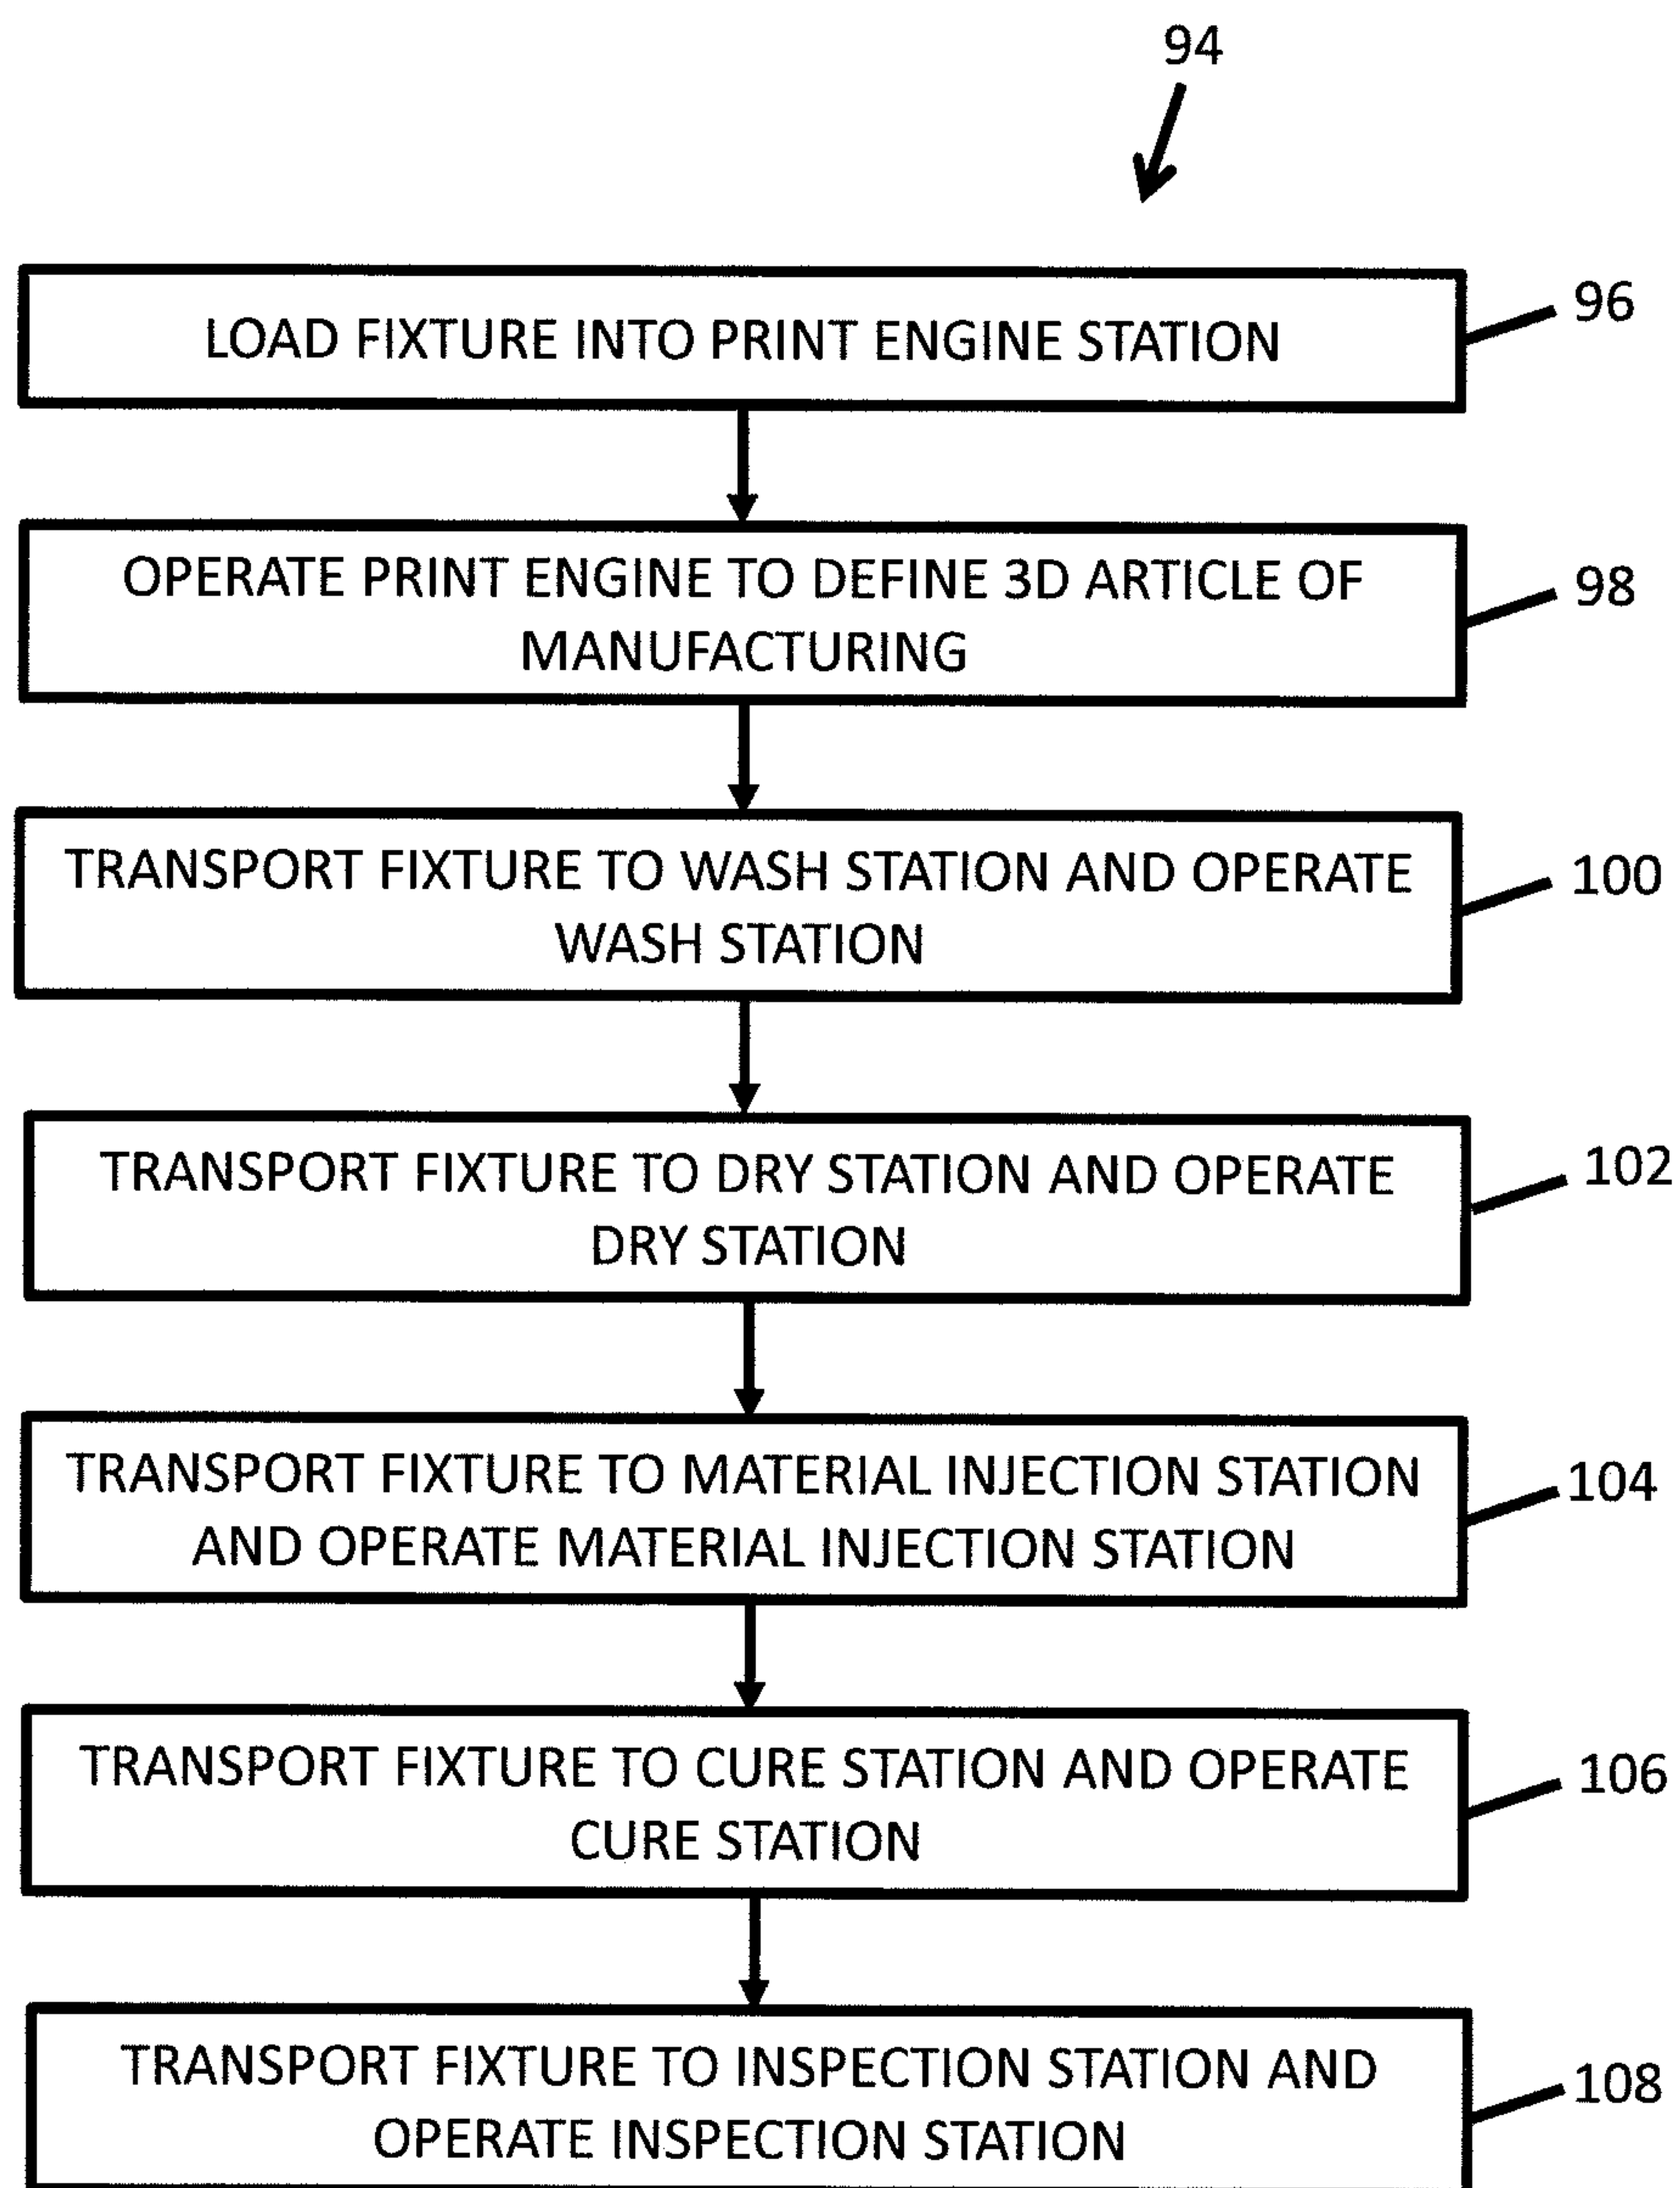 94
LOAD FIXTURE INTO PRINT ENGINE STATION
96
OPERATE PRINT ENGINE TO DEFINE 3D ARTICLE OF
MANUFACTURING
98
TRANSPORT FIXTURE TO WASH STATION AND OPERATE
WASH STATION
100
TRANSPORT FIXTURE TO DRY STATION AND OPERATE
DRY STATION
102
TRANSPORT FIXTURE TO MATERIAL INJECTION STATION
AND OPERATE MATERIAL INJECTION STATION
104
TRANSPORT FIXTURE TO CURE STATION AND OPERATE
CURE STATION
106
TRANSPORT FIXTURE TO INSPECTION STATION AND
OPERATE INSPECTION STATION
108